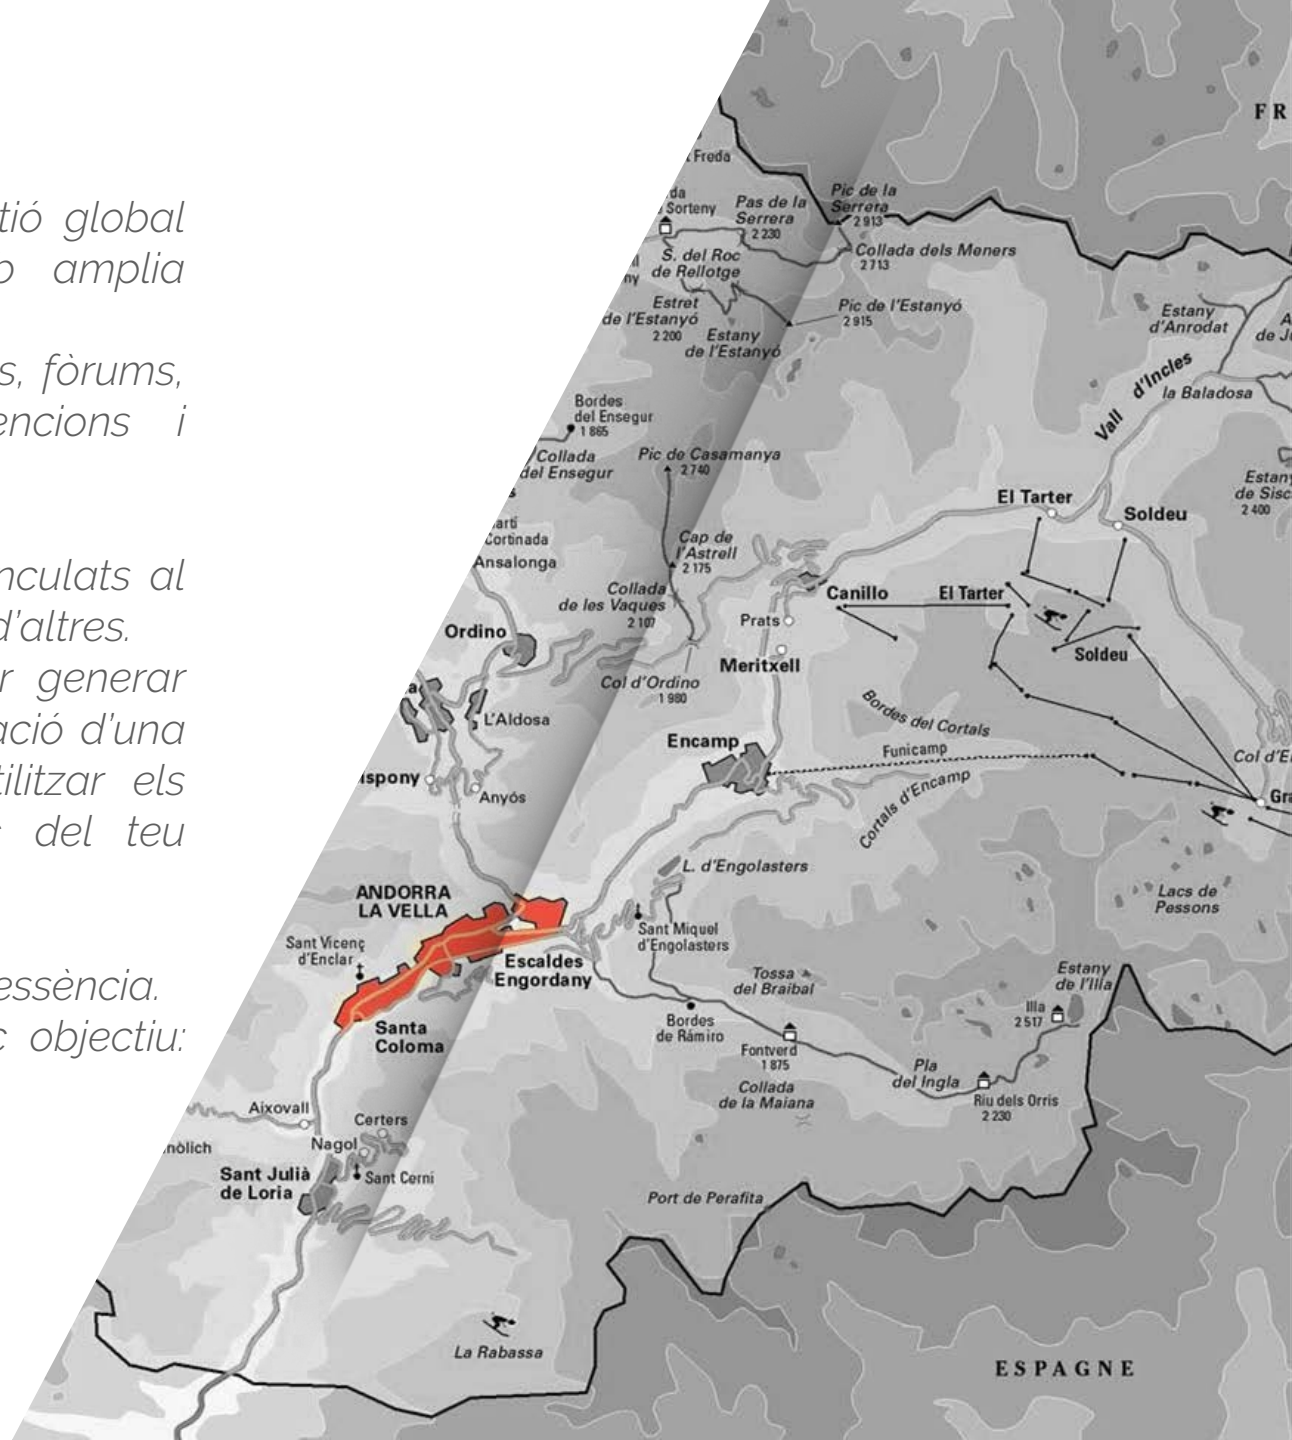 tió global
amplia
s, fòrums,
encions i
nculats al
d'altres.
r generar
ació d'una
tilitzar els
del teu
essència.
objectiu:
FR
Freda
Sorteny
Pas de la
Serrera
2 230
Pic de la
Serrera
2 913
Collada dels Meners
2 713
S. del Roc
de Rellotge
Estret
de l'Estanyó
2 200
Estany
de l'Estanyó
Pic de l'Estanyó
2 915
Estany
d'Anrodat
Vall d'Incles
la Baladosa
Bordes
del Ensegur
1 865
Collada
del Ensegur
Pic de Casamanya
2 740
Estany
de Sisc
2 400
El Tarter
Soldeu
artí
Cortinada
Ansalonga
Cap de
l'Astrell
2 175
Collada
de les Vaques
2 107
Canillo
El Tarter
Prats
Soldeu
Ordino
Meritxell
Col d'Ordino
1 980
L'Aldosa
Bordes del Cortals
Encamp
Funicamp
Col d'E
Cortals d'Encamp
Gra
ispony
Anyós
L. d'Engolasters
ANDORRA
LA VELLA
Lacs de
Pessons
Sant Vicenç
d'Enclar
Sant Miquel
d'Engolasters
Escaldes
Engordany
Tossa
del Braibal
Estany
de l'Illa
Illa
2 517
Santa
Coloma
Bordes
de Rámiro
Fontverd
1 875
Pla
del Ingla
Collada
de la Maiana
Riu dels Orris
2 230
Aixovall
Certers
Nagol
nòlich
Sant Julià
de Loria
Sant Cerni
Port de Perafita
La Rabassa
ESPAGNE